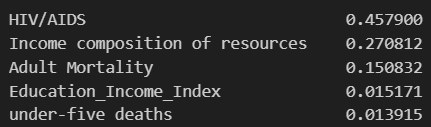 HIV/AIDS 0.457900
Income composition of resources 0.270812
Adult Mortality 0.150832
Education_Income_Index 0.015171
under-five deaths 0.013915